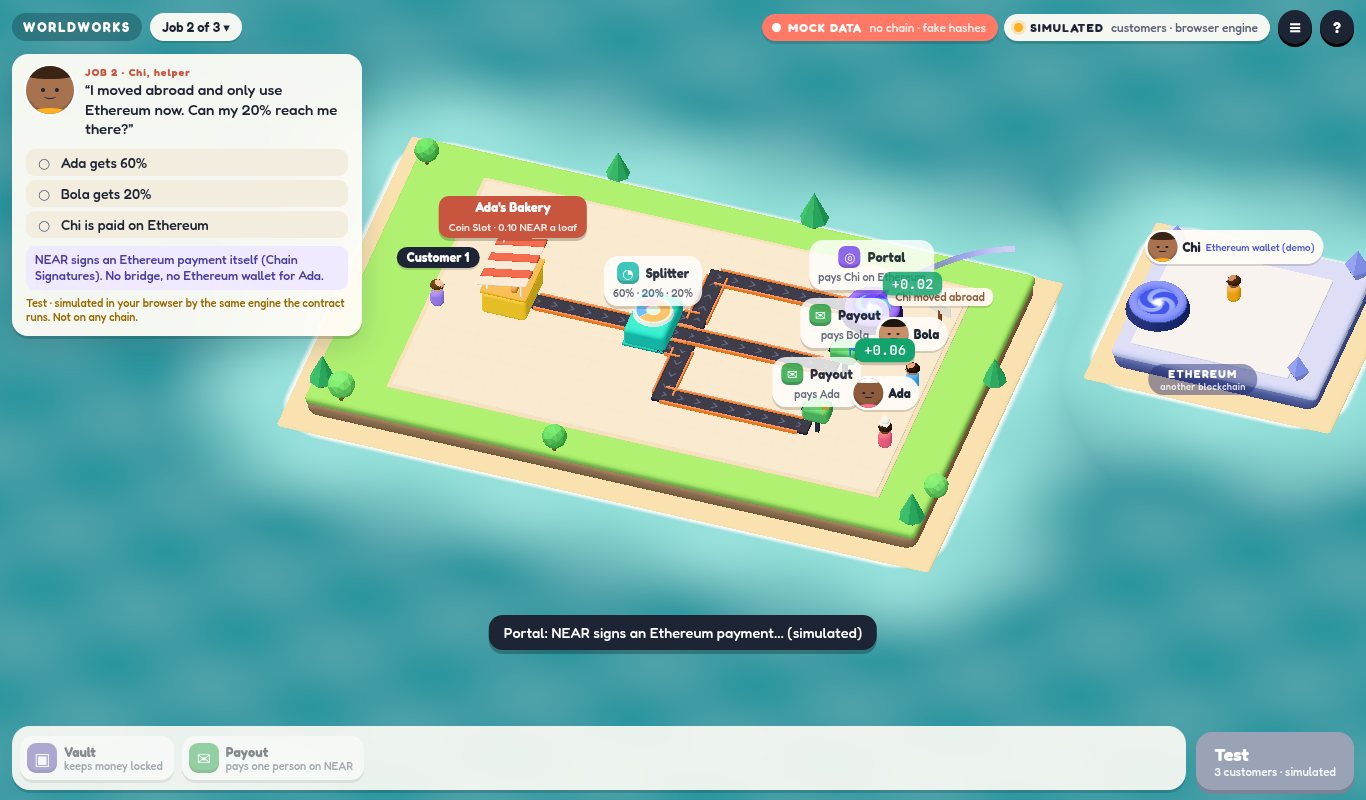 WORLDWORKS
Job 2 of 3 ▾
MOCK DATA no chain · fake hashes
SIMULATED customers · browser engine
≡
?
JOB 2 · Chi, helper
“I moved abroad and only use
Ethereum now. Can my 20% reach me
there?”
Ada gets 60%
Bola gets 20%
Chi is paid on Ethereum
NEAR signs an Ethereum payment itself (Chain
Signatures). No bridge, no Ethereum wallet for Ada.
Test · simulated in your browser by the same engine the contract
runs. Not on any chain.
Ada's Bakery
Coin Slot · 0.10 NEAR a loaf
Customer 1
Splitter
60% · 20% · 20%
Portal
pays Chi on Ethereum
+0.02
Chi moved abroad
Payout
pays Bola
Bola
+0.06
Payout
pays Ada
Ada
Chi Ethereum wallet (demo)
ETHEREUM
another blockchain
Portal: NEAR signs an Ethereum payment... (simulated)
Vault
keeps money locked
Payout
pays one person on NEAR
Test
3 customers · simulated